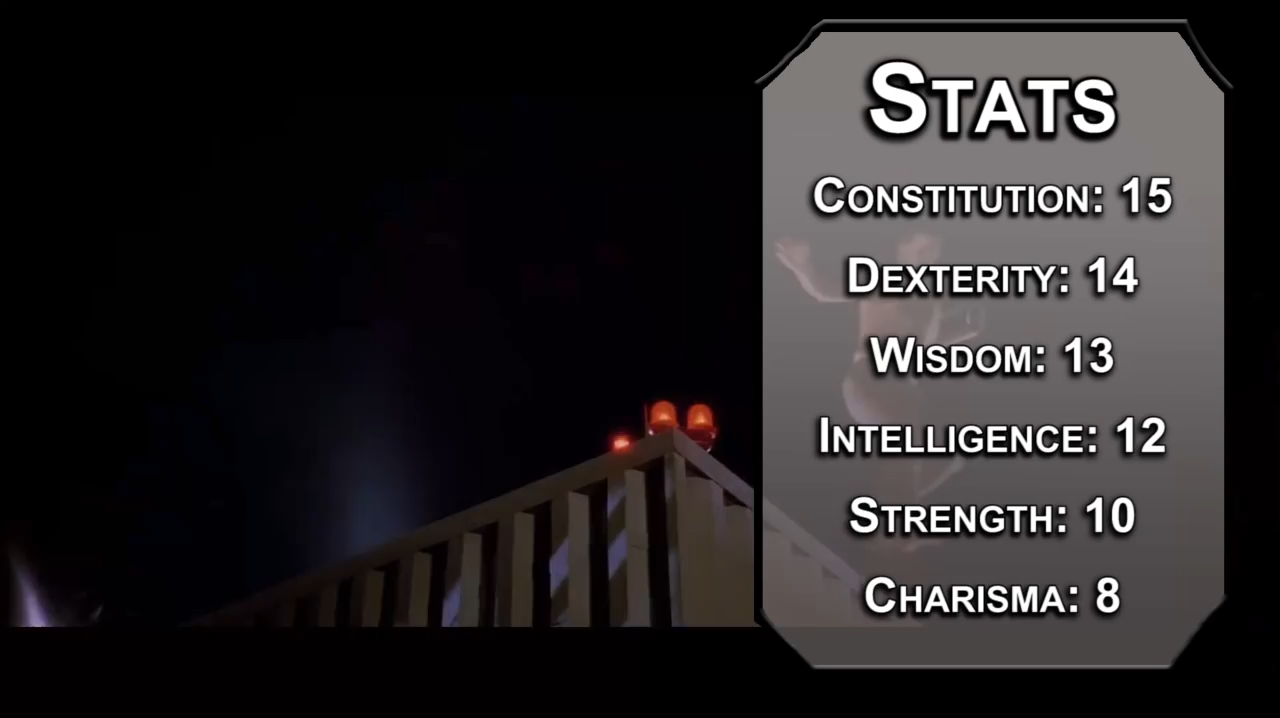 Stats
Constitution: 15
Dexterity: 14
Wisdom: 13
Intelligence: 12
Strength: 10
Charisma: 8